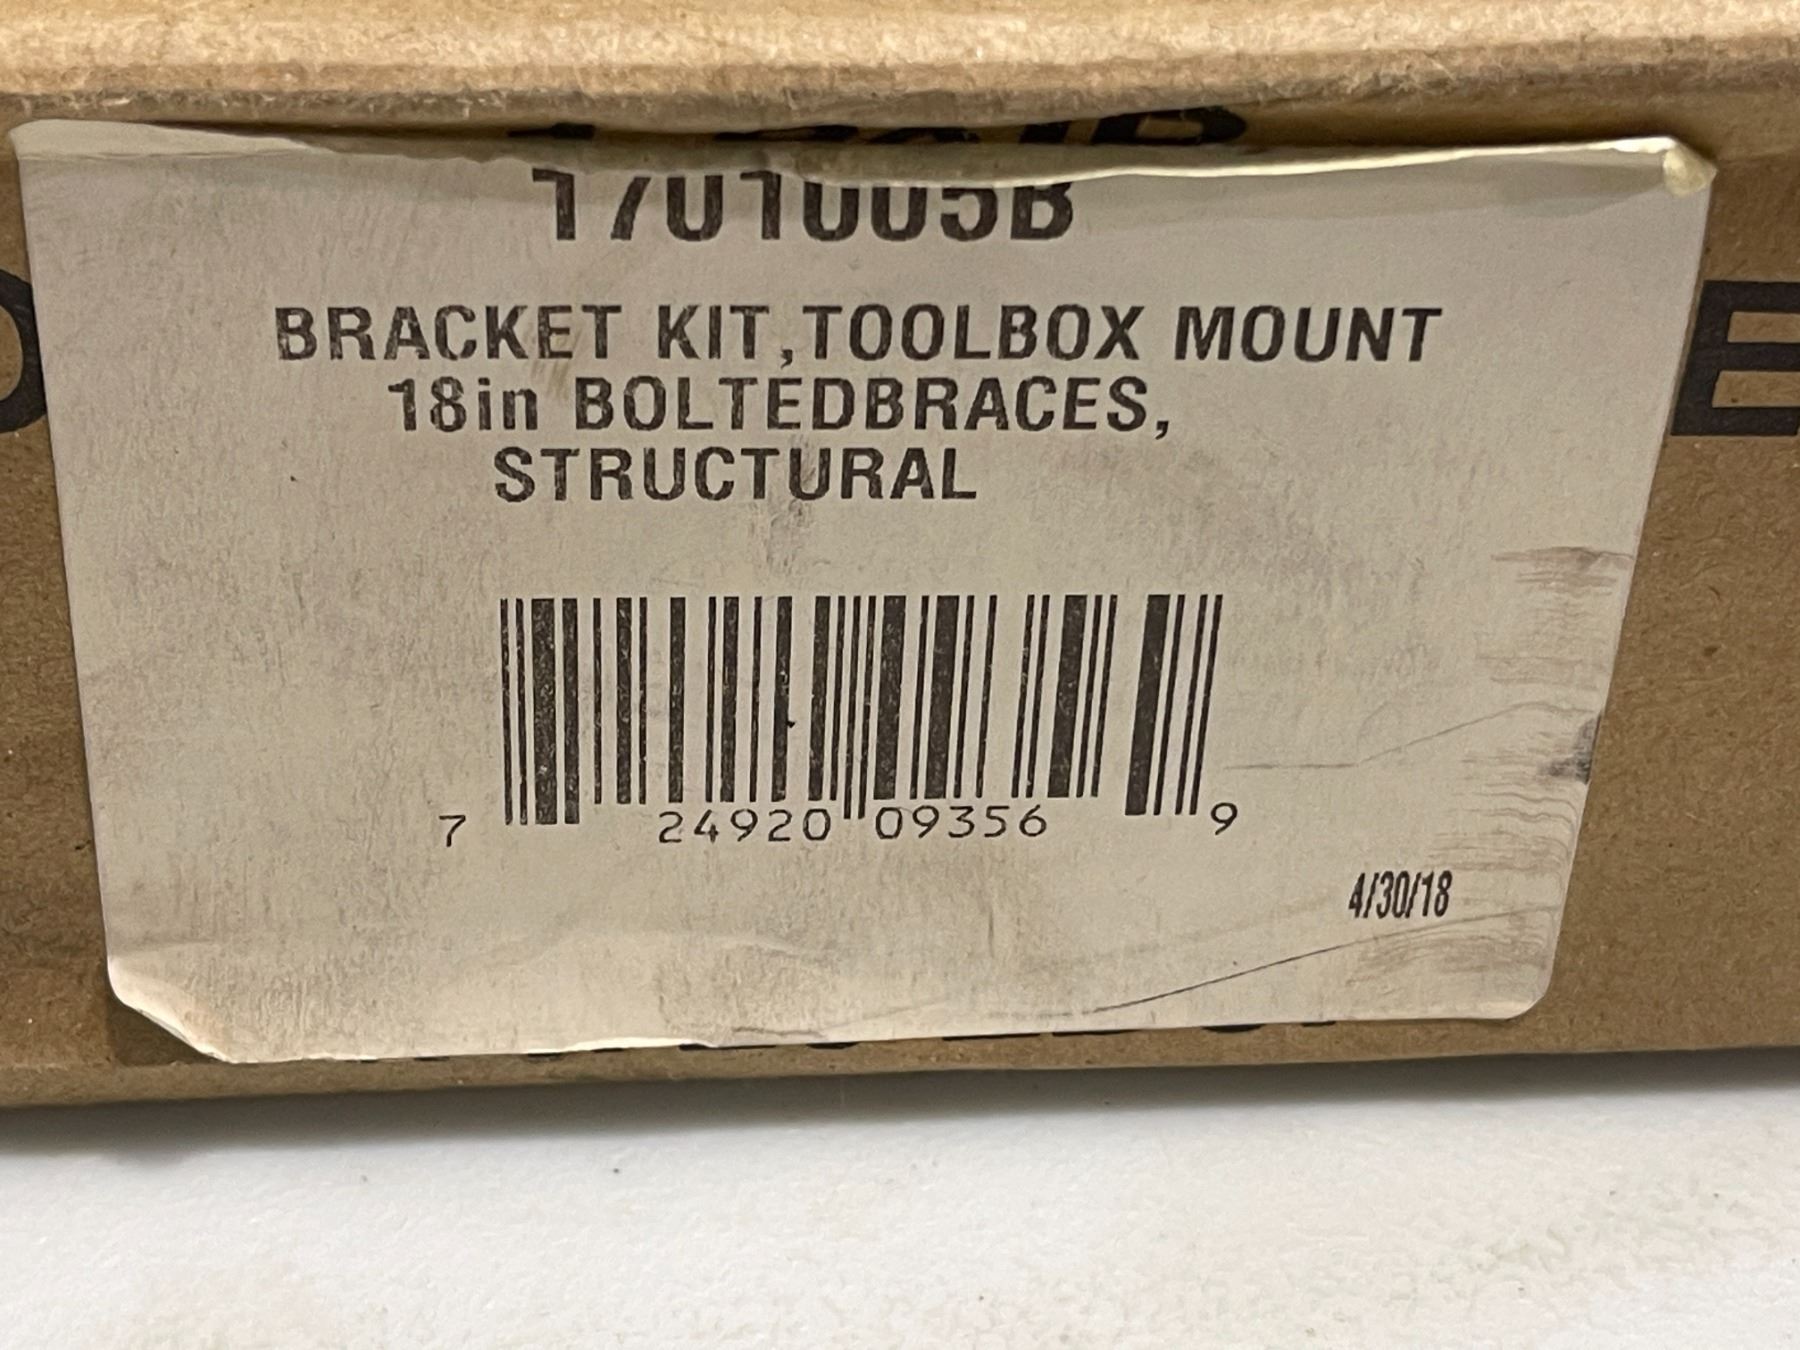 1701005B
BRACKET KIT,TOOLBOX MOUNT
18in BOLTEDBRACES,
STRUCTURAL
7 24920 09356 9
4/30/18
E